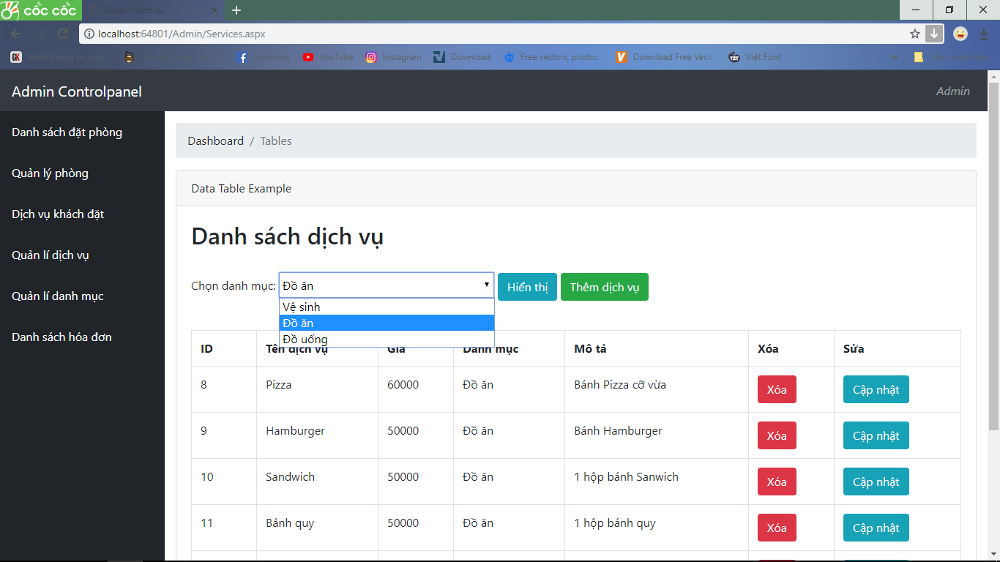 cốc cốc
Quản lí dịch vụ
localhost:64801/Admin/Services.aspx
GK Kênh thông tin mới
Facebook
YouTube
Instagram
Download
Free vectors, photos
Download Free Vecto
Việt Font
Admin Controlpanel
Admin
Danh sách đặt phòng
Quản lý phòng
Dịch vụ khách đặt
Quản lí dịch vụ
Quản lí danh mục
Danh sách hóa đơn
Dashboard / Tables
Data Table Example
Danh sách dịch vụ
Chọn danh mục: Đồ ăn Hiển thị Thêm dịch vụ
Vệ sinh
Đồ ăn
Đồ uống
ID Tên dịch vụ Giá Danh mục Mô tả Xóa Sửa
8 Pizza 60000 Đồ ăn Bánh Pizza cỡ vừa Xóa Cập nhật
9 Hamburger 50000 Đồ ăn Bánh Hamburger Xóa Cập nhật
10 Sandwich 50000 Đồ ăn 1 hộp bánh Sanwich Xóa Cập nhật
11 Bánh quy 50000 Đồ ăn 1 hộp bánh quy Xóa Cập nhật